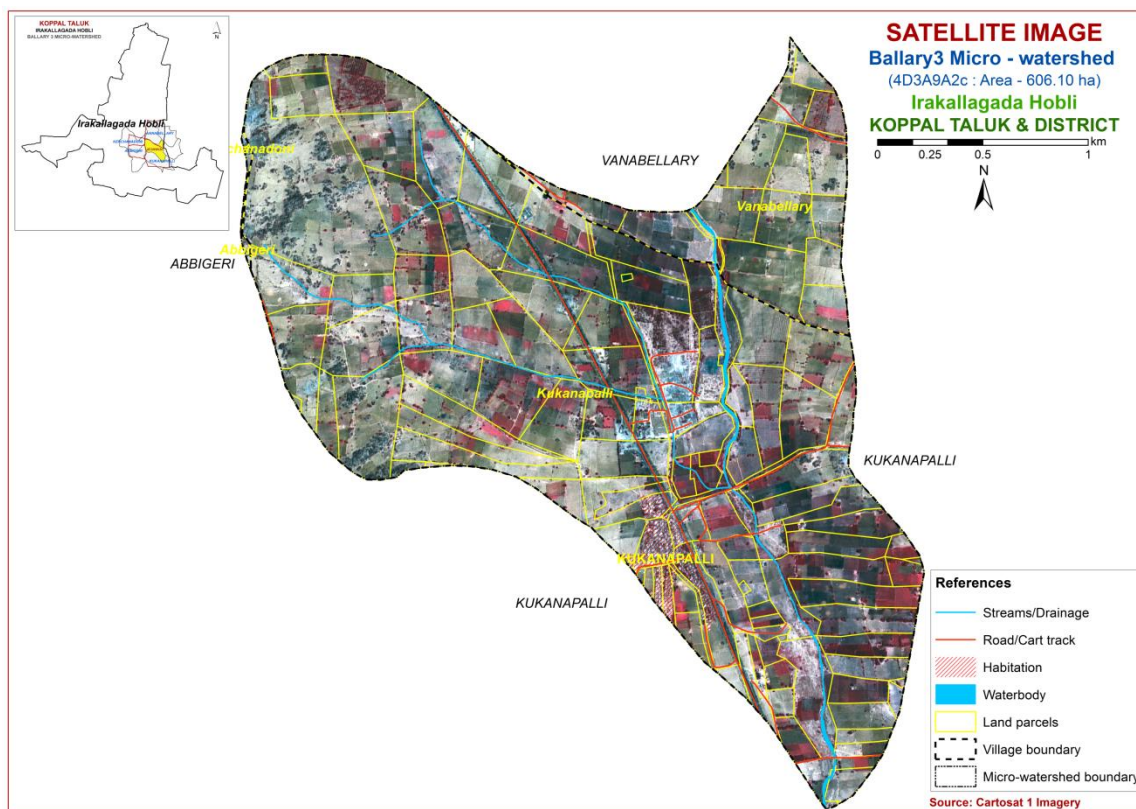 KOPPAL TALUK
IRAKALLAGADA HOBLI
BALLARY 3 MICRO-WATERSHED
N
Irakallagada Hobli
SATELLITE IMAGE
Ballary3 Micro - watershed
(4D3A9A2c : Area - 606.10 ha)
Irakallagada Hobli
KOPPAL TALUK & DISTRICT
0 0.25 0.5 1 km
N
VANABELLARY
Vanabellary
Abbigeri
ABBIGERI
Kukanapalli
KUKANAPALLI
KUKANAPALLI
KUKANAPALLI
References
Streams/Drainage
Road/Cart track
Habitation
Waterbody
Land parcels
Village boundary
Micro-watershed boundary
Source: Cartosat 1 Imagery